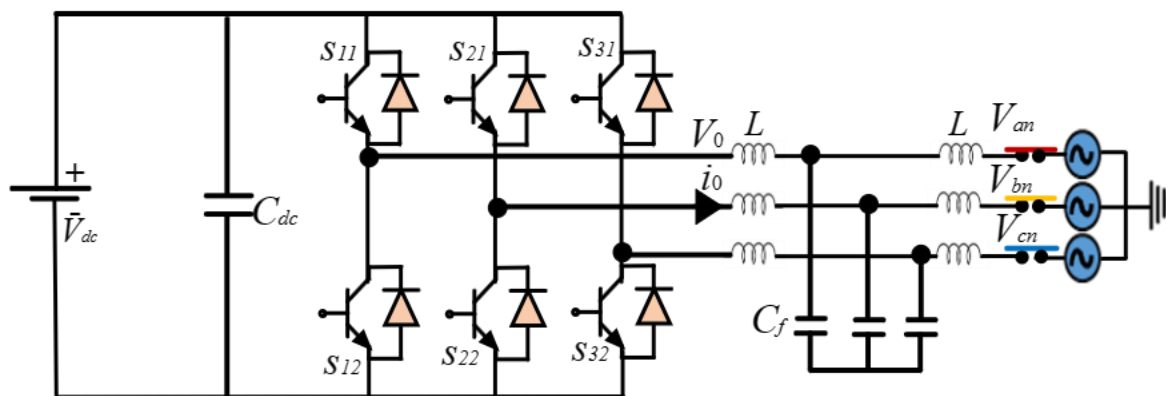 S11
S21
S31
V0
L
L
Van
i0
Vbn
Vcn
+
V̄dc
Cdc
Cf
S12
S22
S32